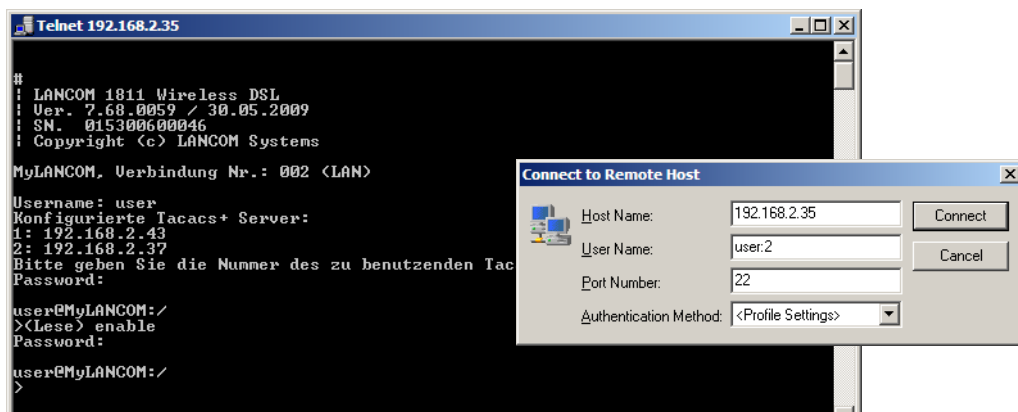 Telnet 192.168.2.35
#
| LANCOM 1811 Wireless DSL
| Ver. 7.68.0059 / 30.05.2009
| SN.  015300600046
| Copyright (c) LANCOM Systems
MyLANCOM, Verbindung Nr.: 002 (LAN)
Username: user
Konfigurierte Tacacs+ Server:
1: 192.168.2.43
2: 192.168.2.37
Bitte geben Sie die Nummer des zu benutzenden Tac
Password:
user@MyLANCOM:/
>(Lese) enable
Password:
user@MyLANCOM:/
>
Connect to Remote Host
Host Name: 192.168.2.35 Connect
User Name: user:2 Cancel
Port Number: 22
Authentication Method: <Profile Settings>